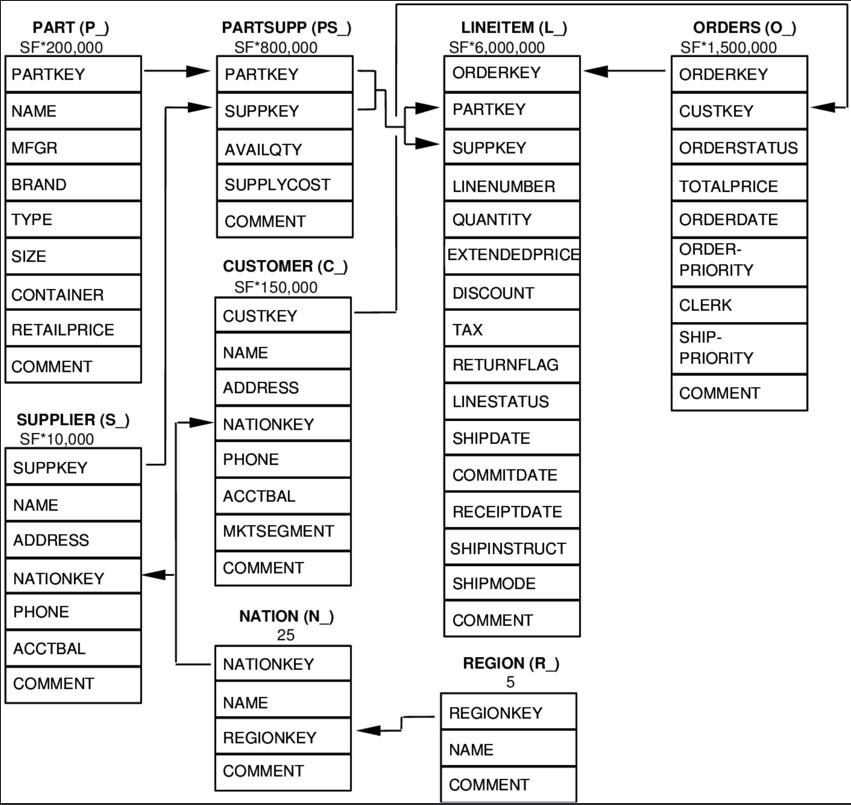 PART (P_)
SF*200,000
PARTKEY
NAME
MFGR
BRAND
TYPE
SIZE
CONTAINER
RETAILPRICE
COMMENT
SUPPLIER (S_)
SF*10,000
SUPPKEY
NAME
ADDRESS
NATIONKEY
PHONE
ACCTBAL
COMMENT
PARTSUPP (PS_)
SF*800,000
PARTKEY
SUPPKEY
AVAILQTY
SUPPLYCOST
COMMENT
CUSTOMER (C_)
SF*150,000
CUSTKEY
NAME
ADDRESS
NATIONKEY
PHONE
ACCTBAL
MKTSEGMENT
COMMENT
NATION (N_)
25
NATIONKEY
NAME
REGIONKEY
COMMENT
LINEITEM (L_)
SF*6,000,000
ORDERKEY
PARTKEY
SUPPKEY
LINENUMBER
QUANTITY
EXTENDEDPRICE
DISCOUNT
TAX
RETURNFLAG
LINESTATUS
SHIPDATE
COMMITDATE
RECEIPTDATE
SHIPINSTRUCT
SHIPMODE
COMMENT
REGION (R_)
5
REGIONKEY
NAME
COMMENT
ORDERS (O_)
SF*1,500,000
ORDERKEY
CUSTKEY
ORDERSTATUS
TOTALPRICE
ORDERDATE
ORDER-
PRIORITY
CLERK
SHIP-
PRIORITY
COMMENT